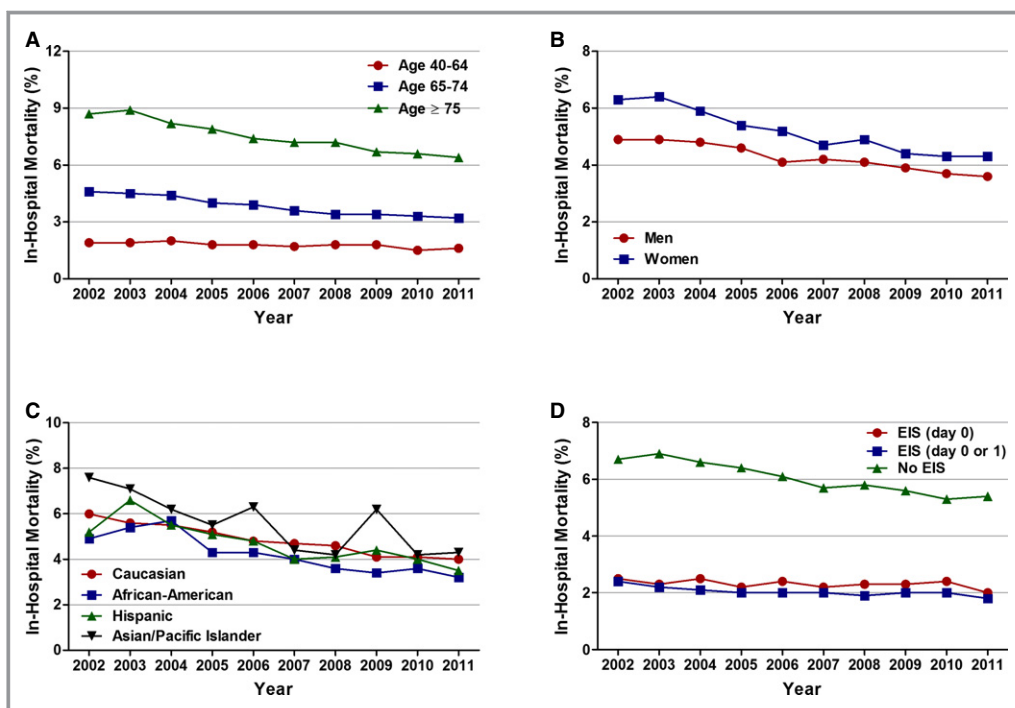 A
In-Hospital Mortality (%)
12
9
6
3
0
Age 40-64
Age 65-74
Age ≥ 75
2002 2003 2004 2005 2006 2007 2008 2009 2010 2011
Year
B
In-Hospital Mortality (%)
8
6
4
2
0
Men
Women
2002 2003 2004 2005 2006 2007 2008 2009 2010 2011
Year
C
In-Hospital Mortality (%)
10
8
6
4
2
0
Caucasian
African-American
Hispanic
Asian/Pacific Islander
2002 2003 2004 2005 2006 2007 2008 2009 2010 2011
Year
D
In-Hospital Mortality (%)
8
6
4
2
0
EIS (day 0)
EIS (day 0 or 1)
No EIS
2002 2003 2004 2005 2006 2007 2008 2009 2010 2011
Year